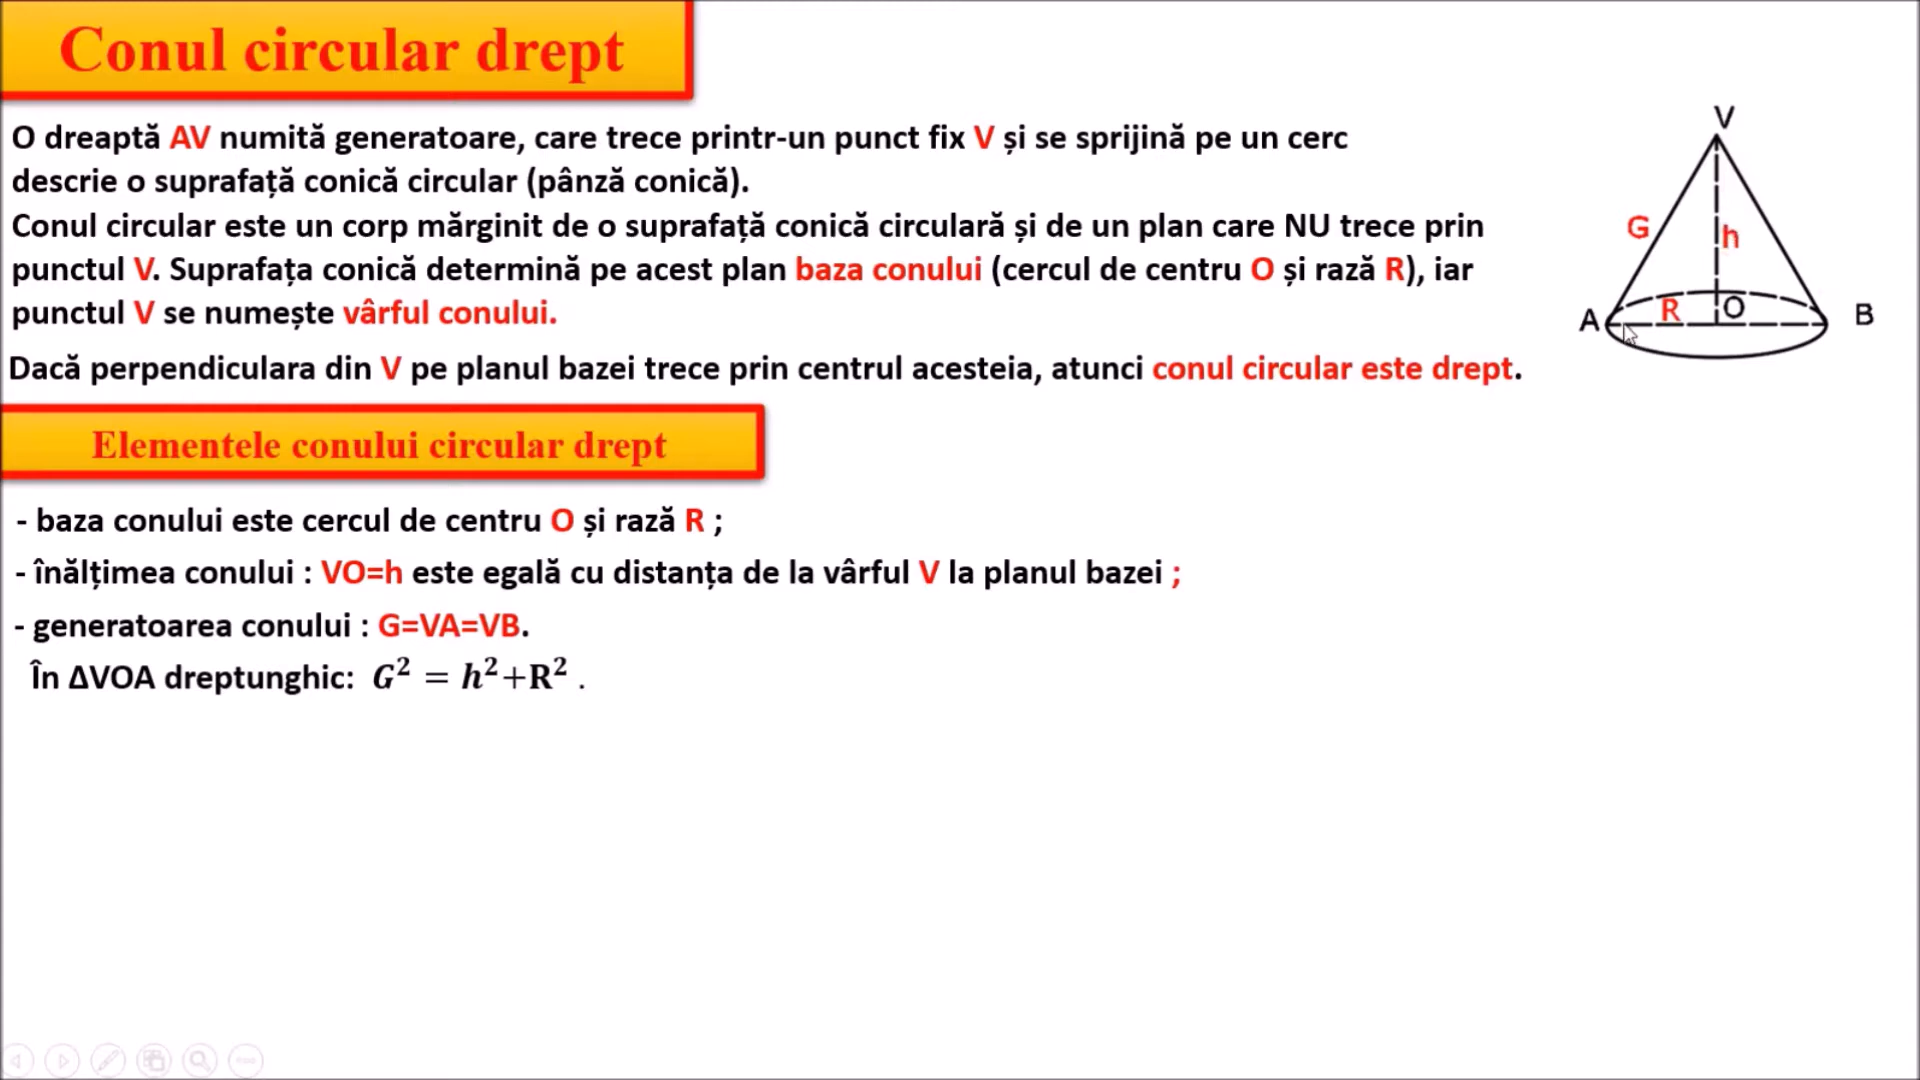 Conul circular drept
O dreaptă AV numită generatoare, care trece printr-un punct fix V și se sprijină pe un cerc
descrie o suprafață conică circular (pânză conică).
Conul circular este un corp mărginit de o suprafață conică circulară și de un plan care NU trece prin
punctul V. Suprafața conică determină pe acest plan baza conului (cercul de centru O și rază R), iar
punctul V se numește vârful conului.
Dacă perpendiculara din V pe planul bazei trece prin centrul acesteia, atunci conul circular este drept.
V
G
h
R
O
A
B
Elementele conului circular drept
- baza conului este cercul de centru O și rază R ;
- înălțimea conului : VO=h este egală cu distanța de la vârful V la planul bazei ;
- generatoarea conului : G=VA=VB.
În ΔVOA dreptunghic: G² = h²+R² .